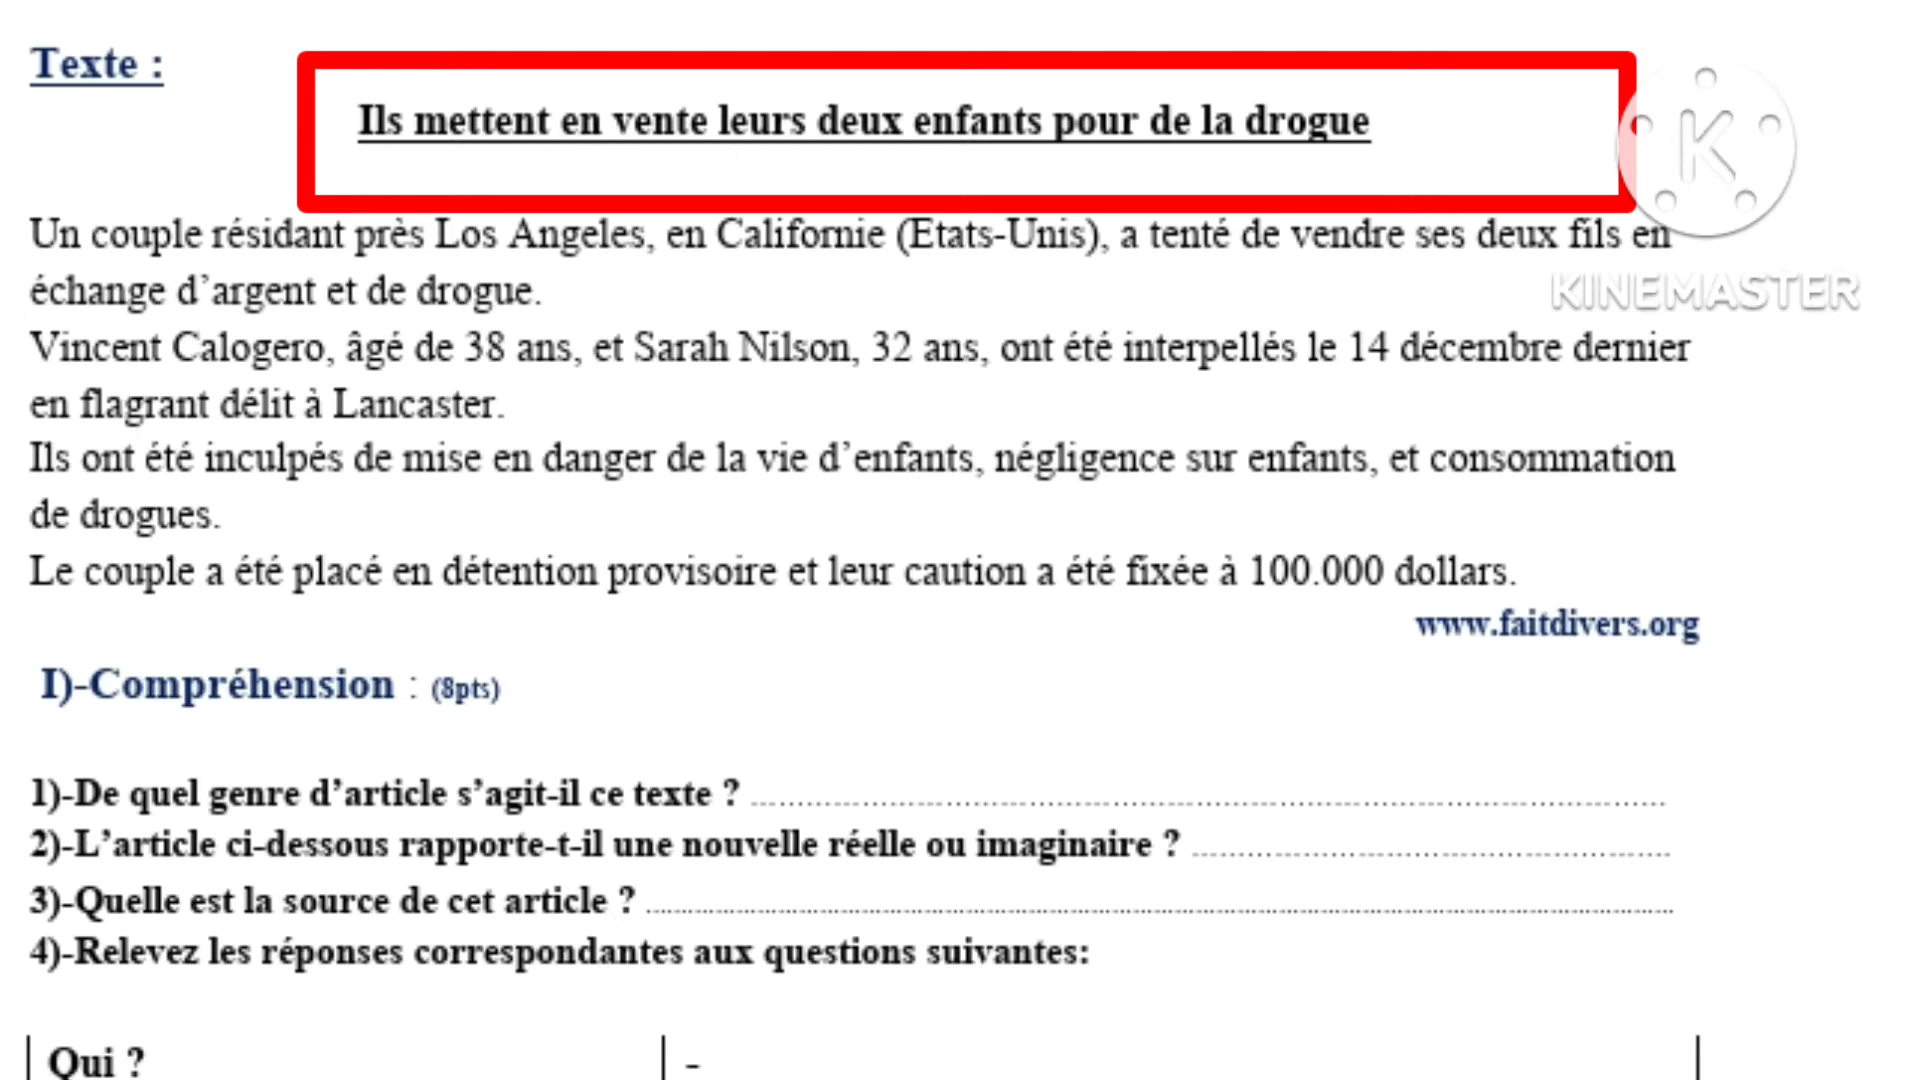 Texte :
Ils mettent en vente leurs deux enfants pour de la drogue
K
KINEMASTER
Un couple résidant près Los Angeles, en Californie (Etats-Unis), a tenté de vendre ses deux fils en
échange d’argent et de drogue.
Vincent Calogero, âgé de 38 ans, et Sarah Nilson, 32 ans, ont été interpellés le 14 décembre dernier
en flagrant délit à Lancaster.
Ils ont été inculpés de mise en danger de la vie d’enfants, négligence sur enfants, et consommation
de drogues.
Le couple a été placé en détention provisoire et leur caution a été fixée à 100.000 dollars.
www.faitdivers.org
I)-Compréhension : (8pts)
1)-De quel genre d’article s’agit-il ce texte ? ........................................
2)-L’article ci-dessous rapporte-t-il une nouvelle réelle ou imaginaire ? ........................................
3)-Quelle est la source de cet article ? ........................................
4)-Relevez les réponses correspondantes aux questions suivantes:
Qui ? -